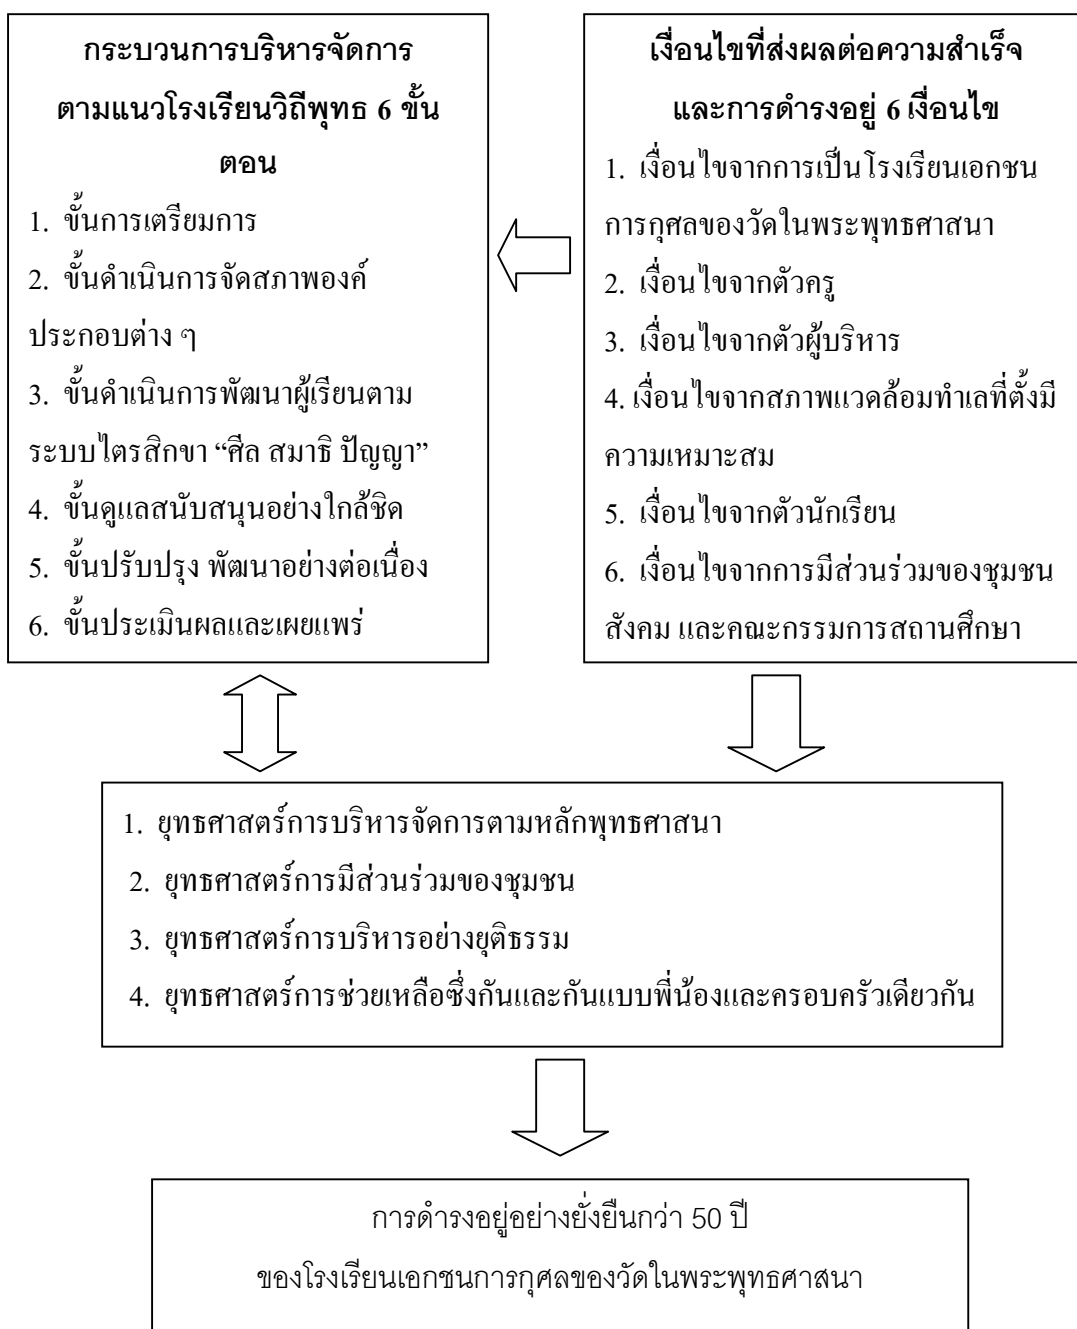 กระบวนการบริหารจัดการ
ตามแนวโรงเรียนวิถีพุทธ 6 ขั้น
ตอน
1. ขั้นการเตรียมการ
2. ขั้นดำเนินการจัดสภาพองค์
ประกอบต่าง ๆ
3. ขั้นดำเนินการพัฒนาผู้เรียนตาม
ระบบไตรสิกขา “ศีล สมาธิ ปัญญา”
4. ขั้นดูแลสนับสนุนอย่างใกล้ชิด
5. ขั้นปรับปรุง พัฒนาอย่างต่อเนื่อง
6. ขั้นประเมินผลและเผยแพร่
เงื่อนไขที่ส่งผลต่อความสำเร็จ
และการดำรงอยู่ 6 เงื่อนไข
1. เงื่อนไขจากการเป็นโรงเรียนเอกชน
การกุศลของวัดในพระพุทธศาสนา
2. เงื่อนไขจากตัวครู
3. เงื่อนไขจากตัวผู้บริหาร
4. เงื่อนไขจากสภาพแวดล้อมทำเลที่ตั้งมี
ความเหมาะสม
5. เงื่อนไขจากตัวนักเรียน
6. เงื่อนไขจากการมีส่วนร่วมของชุมชน
สังคม และคณะกรรมการสถานศึกษา
1. ยุทธศาสตร์การบริหารจัดการตามหลักพุทธศาสนา
2. ยุทธศาสตร์การมีส่วนร่วมของชุมชน
3. ยุทธศาสตร์การบริหารอย่างยุติธรรม
4. ยุทธศาสตร์การช่วยเหลือซึ่งกันและกันแบบพี่น้องและครอบครัวเดียวกัน
การดำรงอยู่อย่างยั่งยืนกว่า 50 ปี
ของโรงเรียนเอกชนการกุศลของวัดในพระพุทธศาสนา